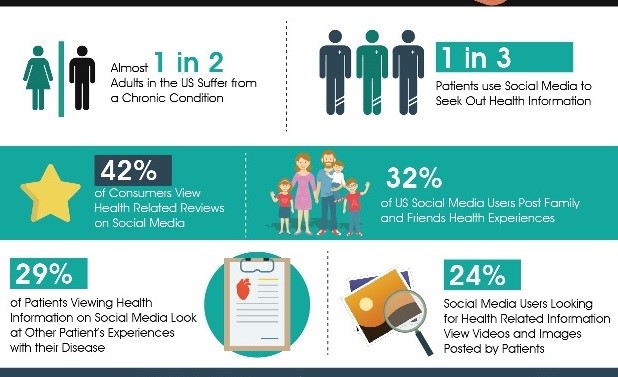 Almost 1 in 2
Adults in the US Suffer from
a Chronic Condition
1 in 3
Patients use Social Media to
Seek Out Health Information
42%
of Consumers View
Health Related Reviews
on Social Media
32%
of US Social Media Users Post Family
and Friends Health Experiences
29%
of Patients Viewing Health
Information on Social Media Look
at Other Patient's Experiences
with their Disease
24%
Social Media Users Looking
for Health Related Information
View Videos and Images
Posted by Patients